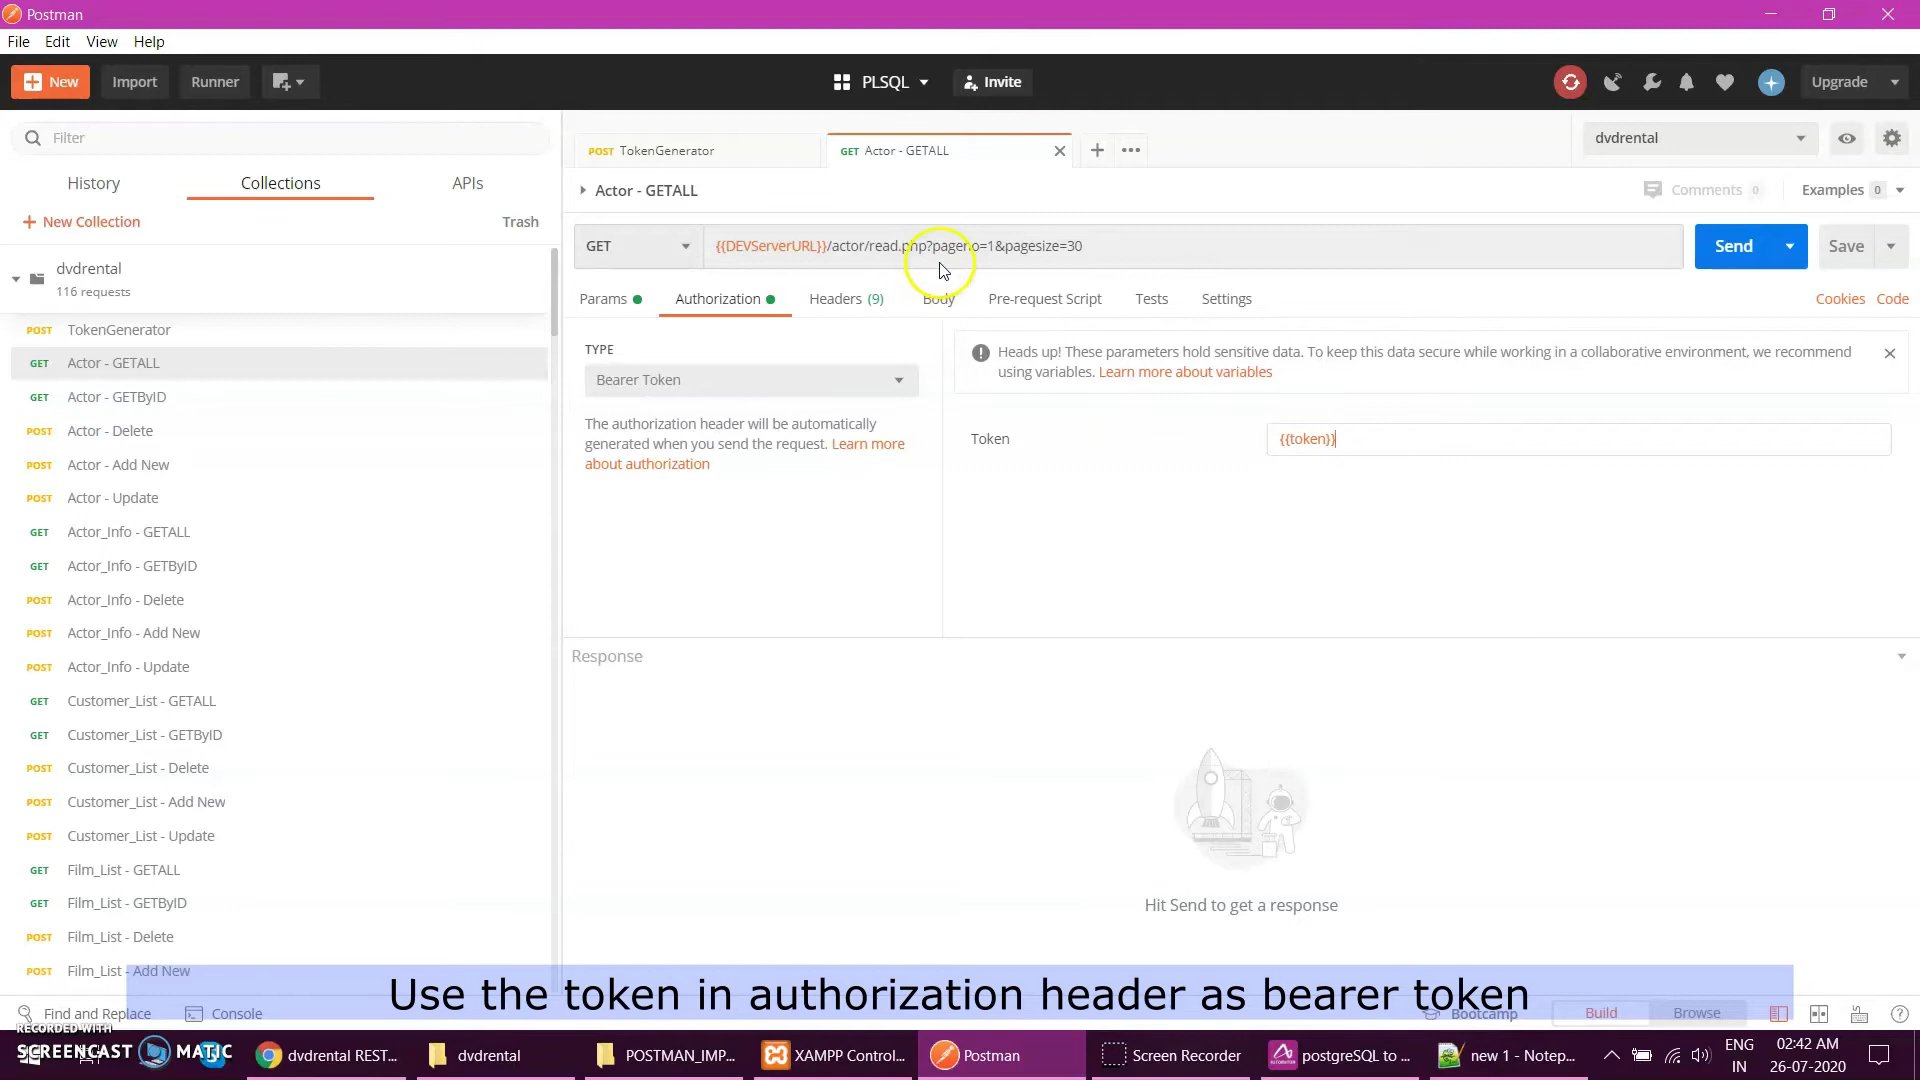 Postman
File Edit View Help
New Import Runner PLSQL Invite Upgrade
Filter
History Collections APIs
New Collection Trash
dvdrental
116 requests
POST TokenGenerator
GET Actor - GETALL
GET Actor - GETByID
POST Actor - Delete
POST Actor - Add New
POST Actor - Update
GET Actor_Info - GETALL
GET Actor_Info - GETByID
POST Actor_Info - Delete
POST Actor_Info - Add New
POST Actor_Info - Update
GET Customer_List - GETALL
GET Customer_List - GETByID
POST Customer_List - Delete
POST Customer_List - Add New
POST Customer_List - Update
GET Film_List - GETALL
GET Film_List - GETByID
POST Film_List - Delete
POST Film_List - Add New
POST TokenGenerator GET Actor - GETALL dvdrental
Actor - GETALL Comments 0 Examples 0
GET {{DEVServerURL}}/actor/read.php?pageno=1&pagesize=30 Send Save
Params Authorization Headers (9) Body Pre-request Script Tests Settings Cookies Code
TYPE
Bearer Token
The authorization header will be automatically
generated when you send the request. Learn more
about authorization
Heads up! These parameters hold sensitive data. To keep this data secure while working in a collaborative environment, we recommend
using variables. Learn more about variables
Token {{token}}
Response
Hit Send to get a response
Use the token in authorization header as bearer token
Find and Replace Console Bootcamp Build Browse
RECORDED WITH
SCREENCAST MATIC
dvdrental REST... dvdrental POSTMAN_IMP... XAMPP Control... Postman Screen Recorder postgreSQL to ... new 1 - Notep...
ENG
IN
02:42 AM
26-07-2020